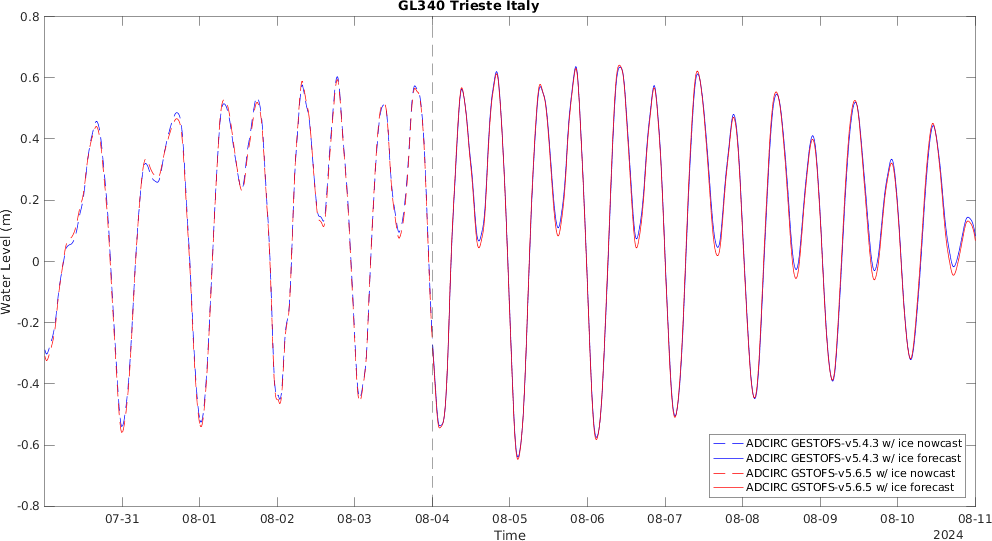 GL340 Trieste Italy
0.8
0.6
0.4
0.2
0
-0.2
-0.4
-0.6
-0.8
Water Level (m)
07-31 08-01 08-02 08-03 08-04 08-05 08-06 08-07 08-08 08-09 08-10 08-11
Time
2024
ADCIRC GESTOFS-v5.4.3 w/ ice nowcast
ADCIRC GESTOFS-v5.4.3 w/ ice forecast
ADCIRC GSTOFS-v5.6.5 w/ ice nowcast
ADCIRC GSTOFS-v5.6.5 w/ ice forecast